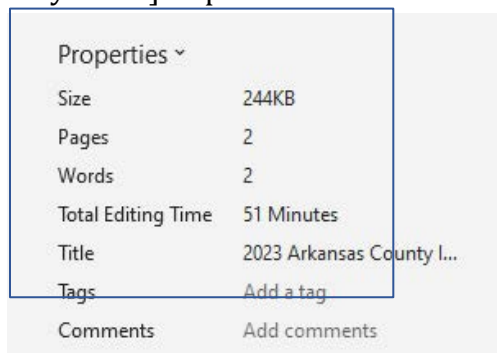 Properties
Size 244KB
Pages 2
Words 2
Total Editing Time 51 Minutes
Title 2023 Arkansas County I...
Tags Add a tag
Comments Add comments